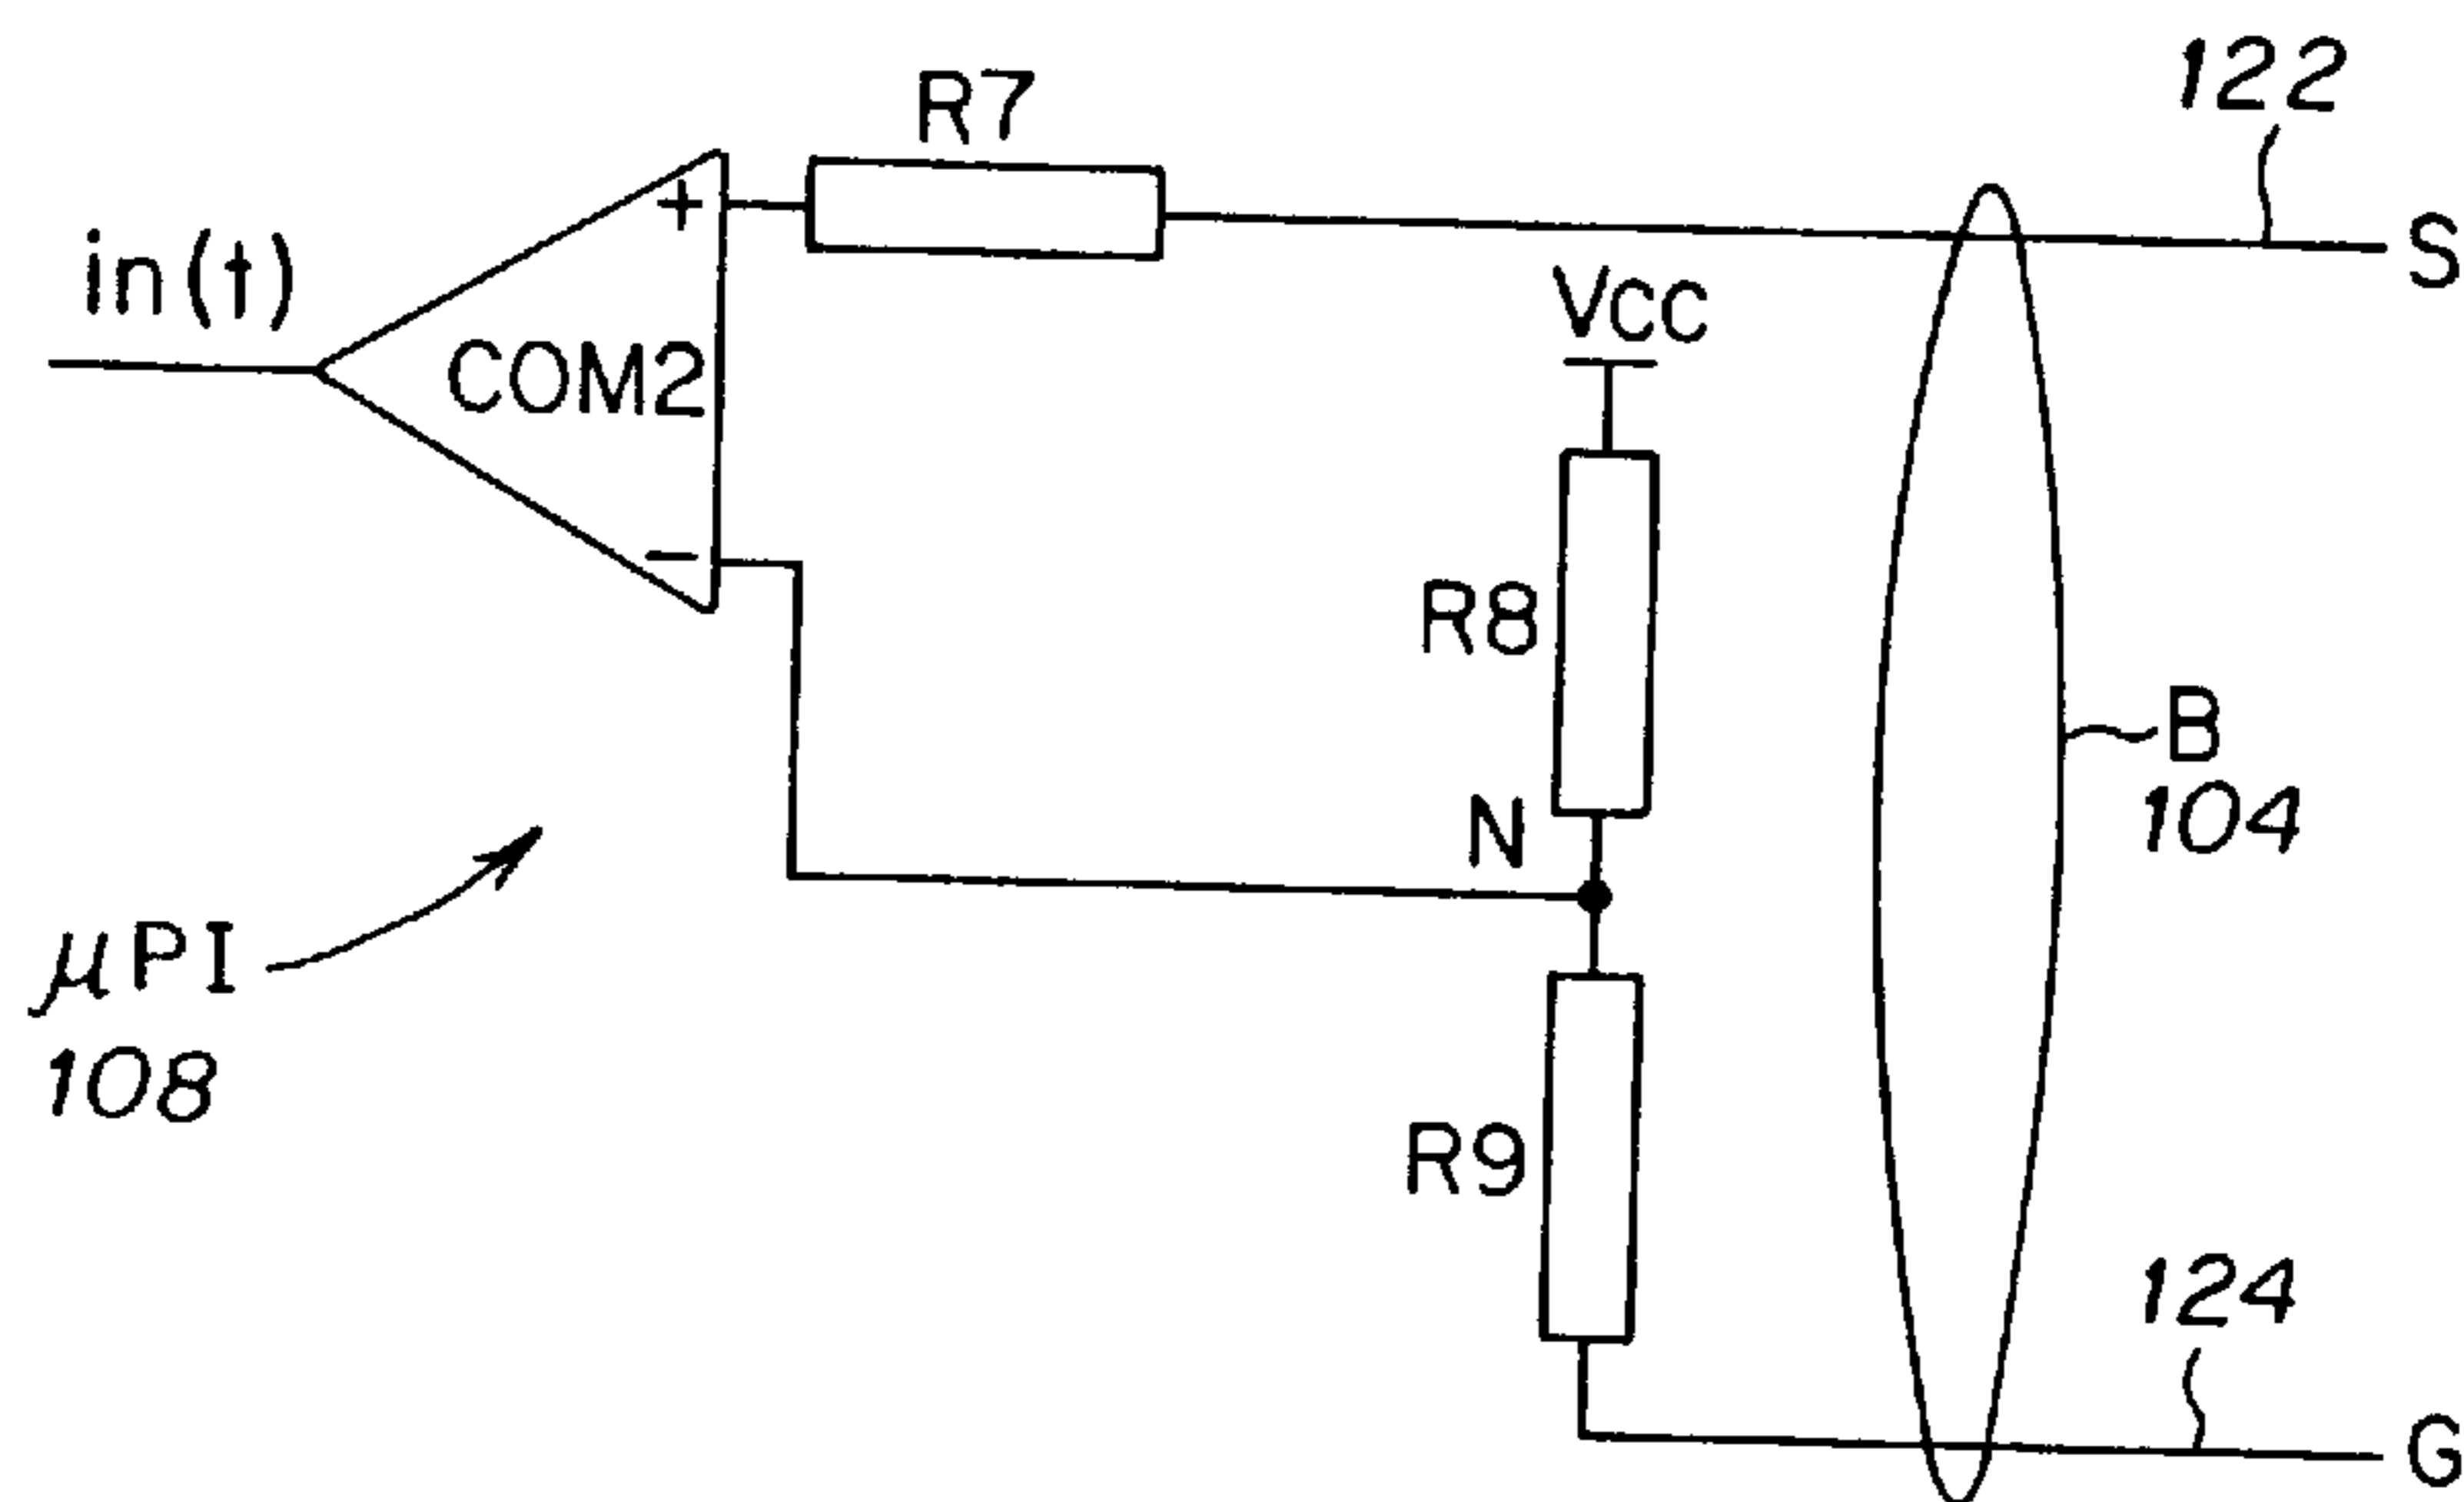 122
R7
+
S
in(t)
Vcc
COM2
−
R8
B
104
N
μPI
108
R9
124
G